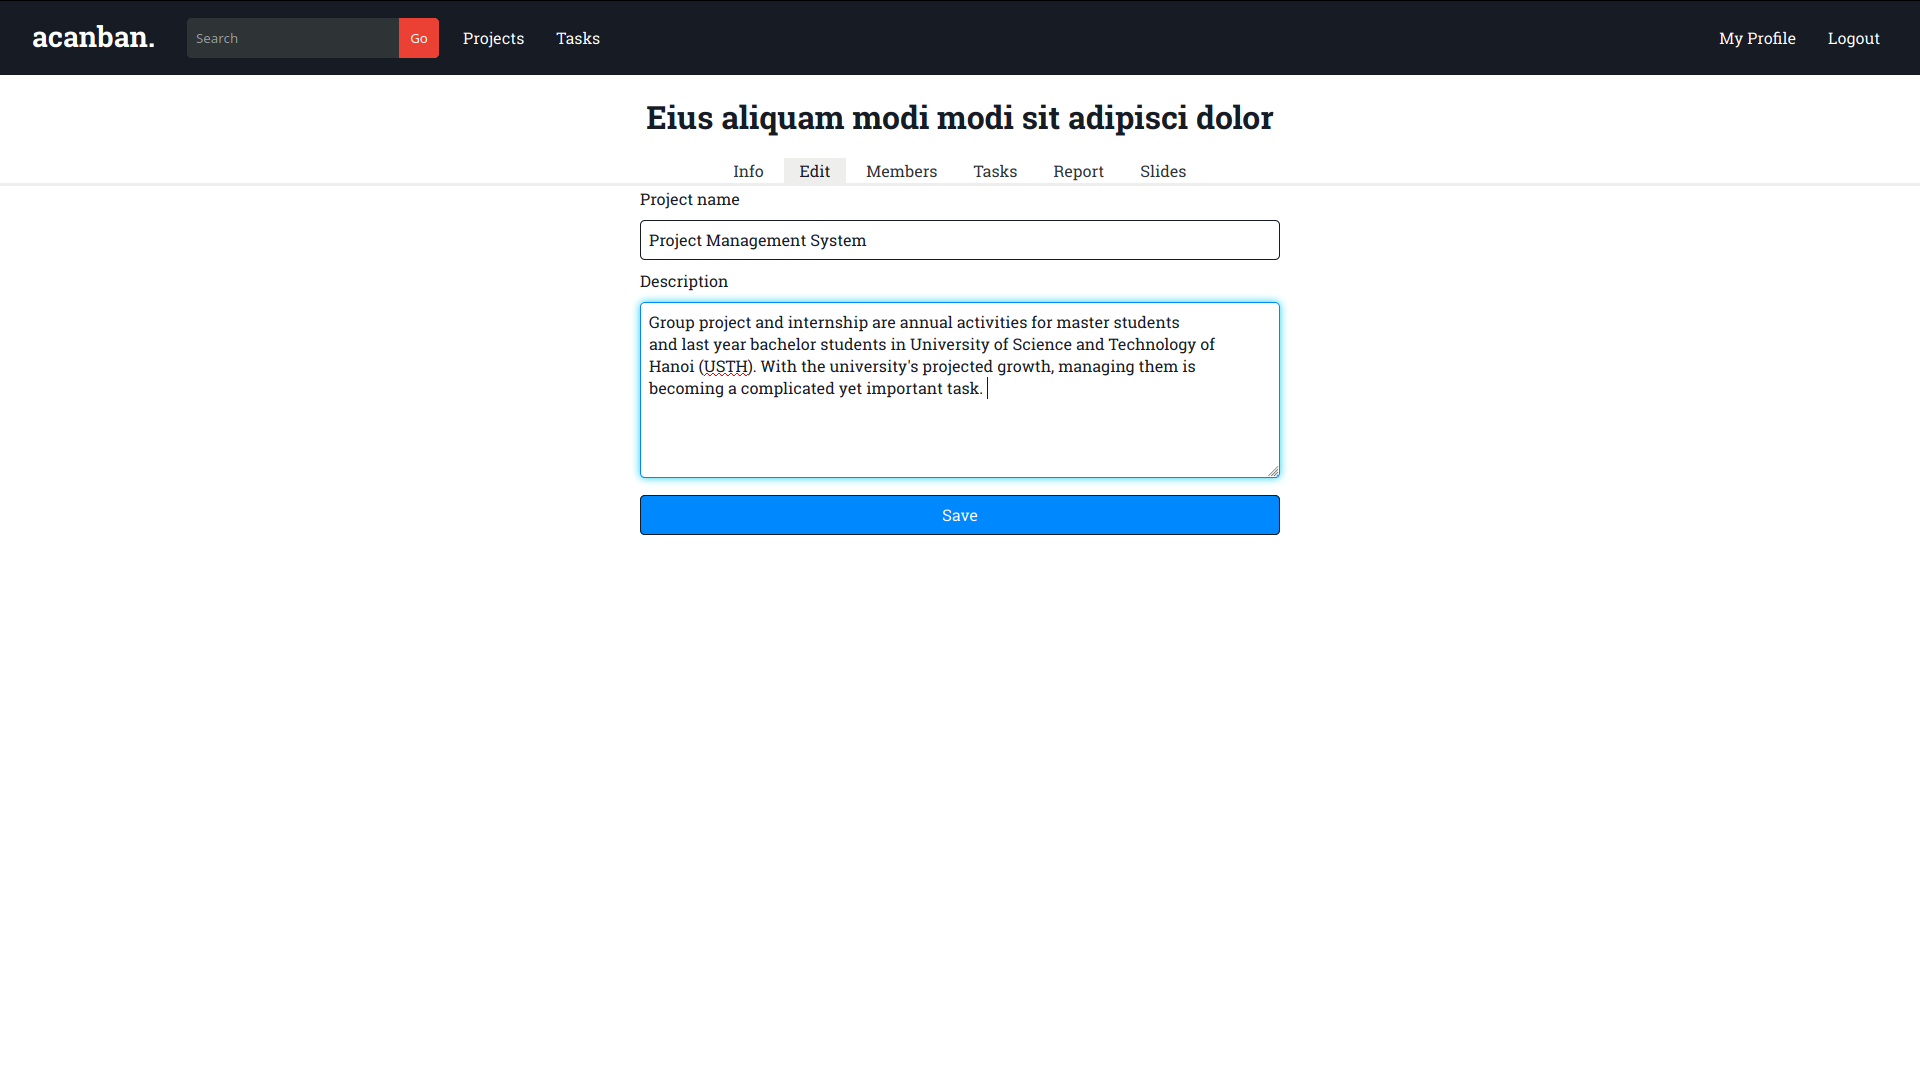 acanban.
Search
Go
Projects
Tasks
My Profile
Logout
Eius aliquam modi modi sit adipisci dolor
Info
Edit
Members
Tasks
Report
Slides
Project name
Project Management System
Description
Group project and internship are annual activities for master students
and last year bachelor students in University of Science and Technology of
Hanoi (USTH). With the university's projected growth, managing them is
becoming a complicated yet important task.
Save